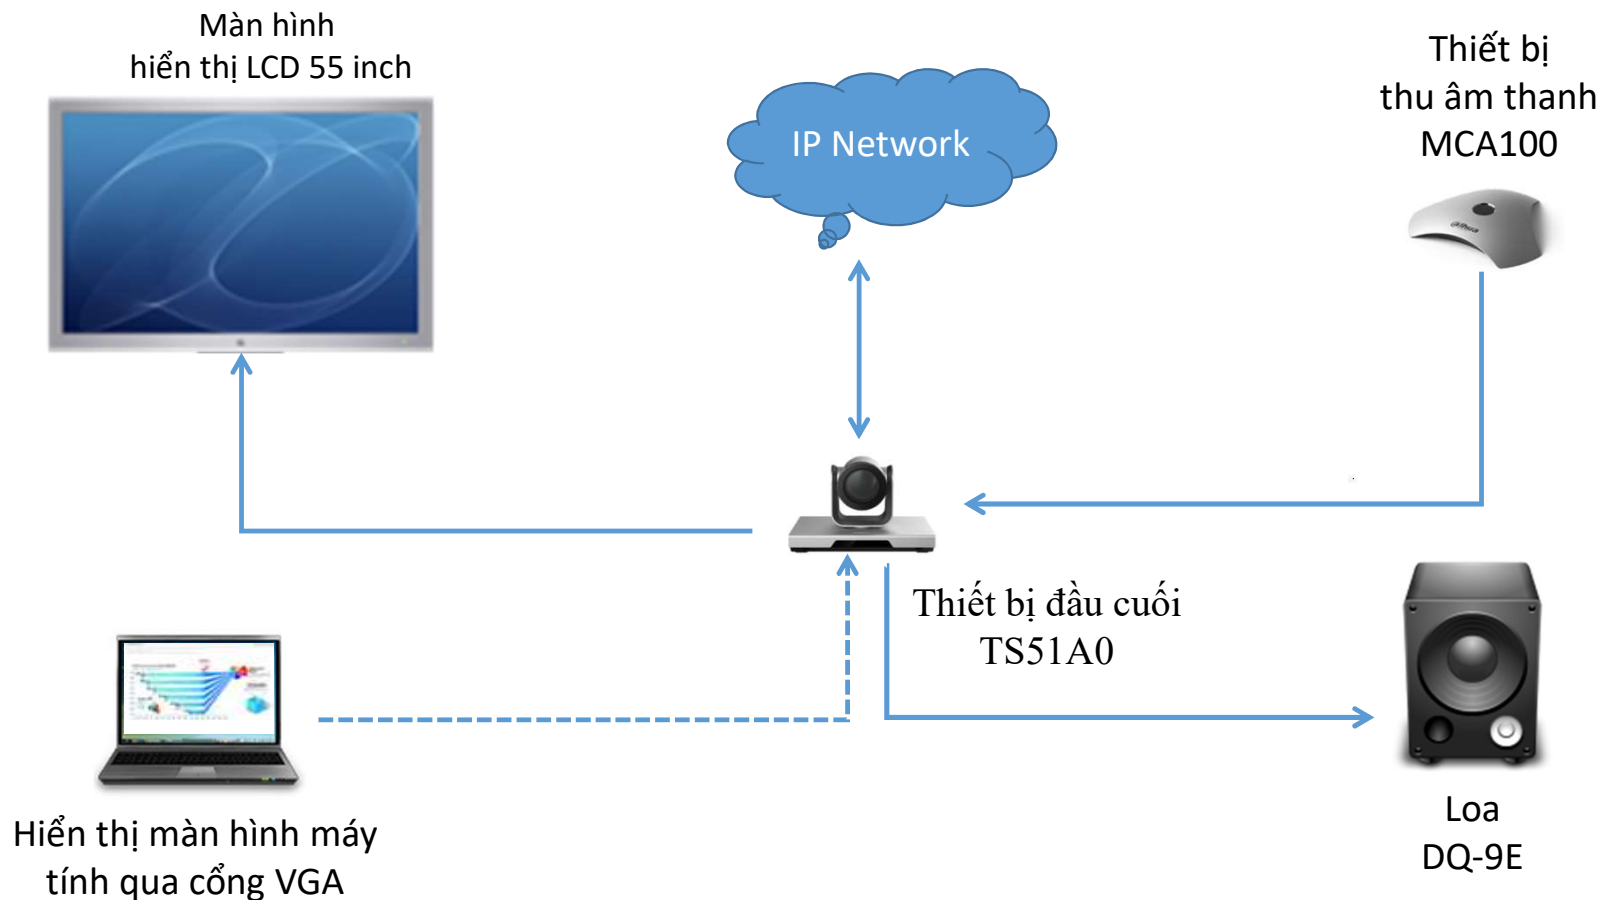 Màn hình
hiển thị LCD 55 inch
IP Network
Thiết bị
thu âm thanh
MCA100
alhua
Thiết bị đầu cuối
TS51A0
Hiển thị màn hình máy
tính qua cổng VGA
Loa
DQ-9E